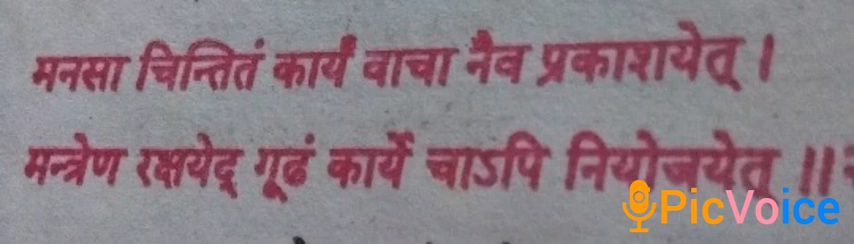 मनसा चिन्तितं कार्यं वाचा नैव प्रकाशयेत् ।
मन्त्रेण रक्षयेद् गूढं कार्ये चाऽपि नियोजयेत् ॥
PicVoice